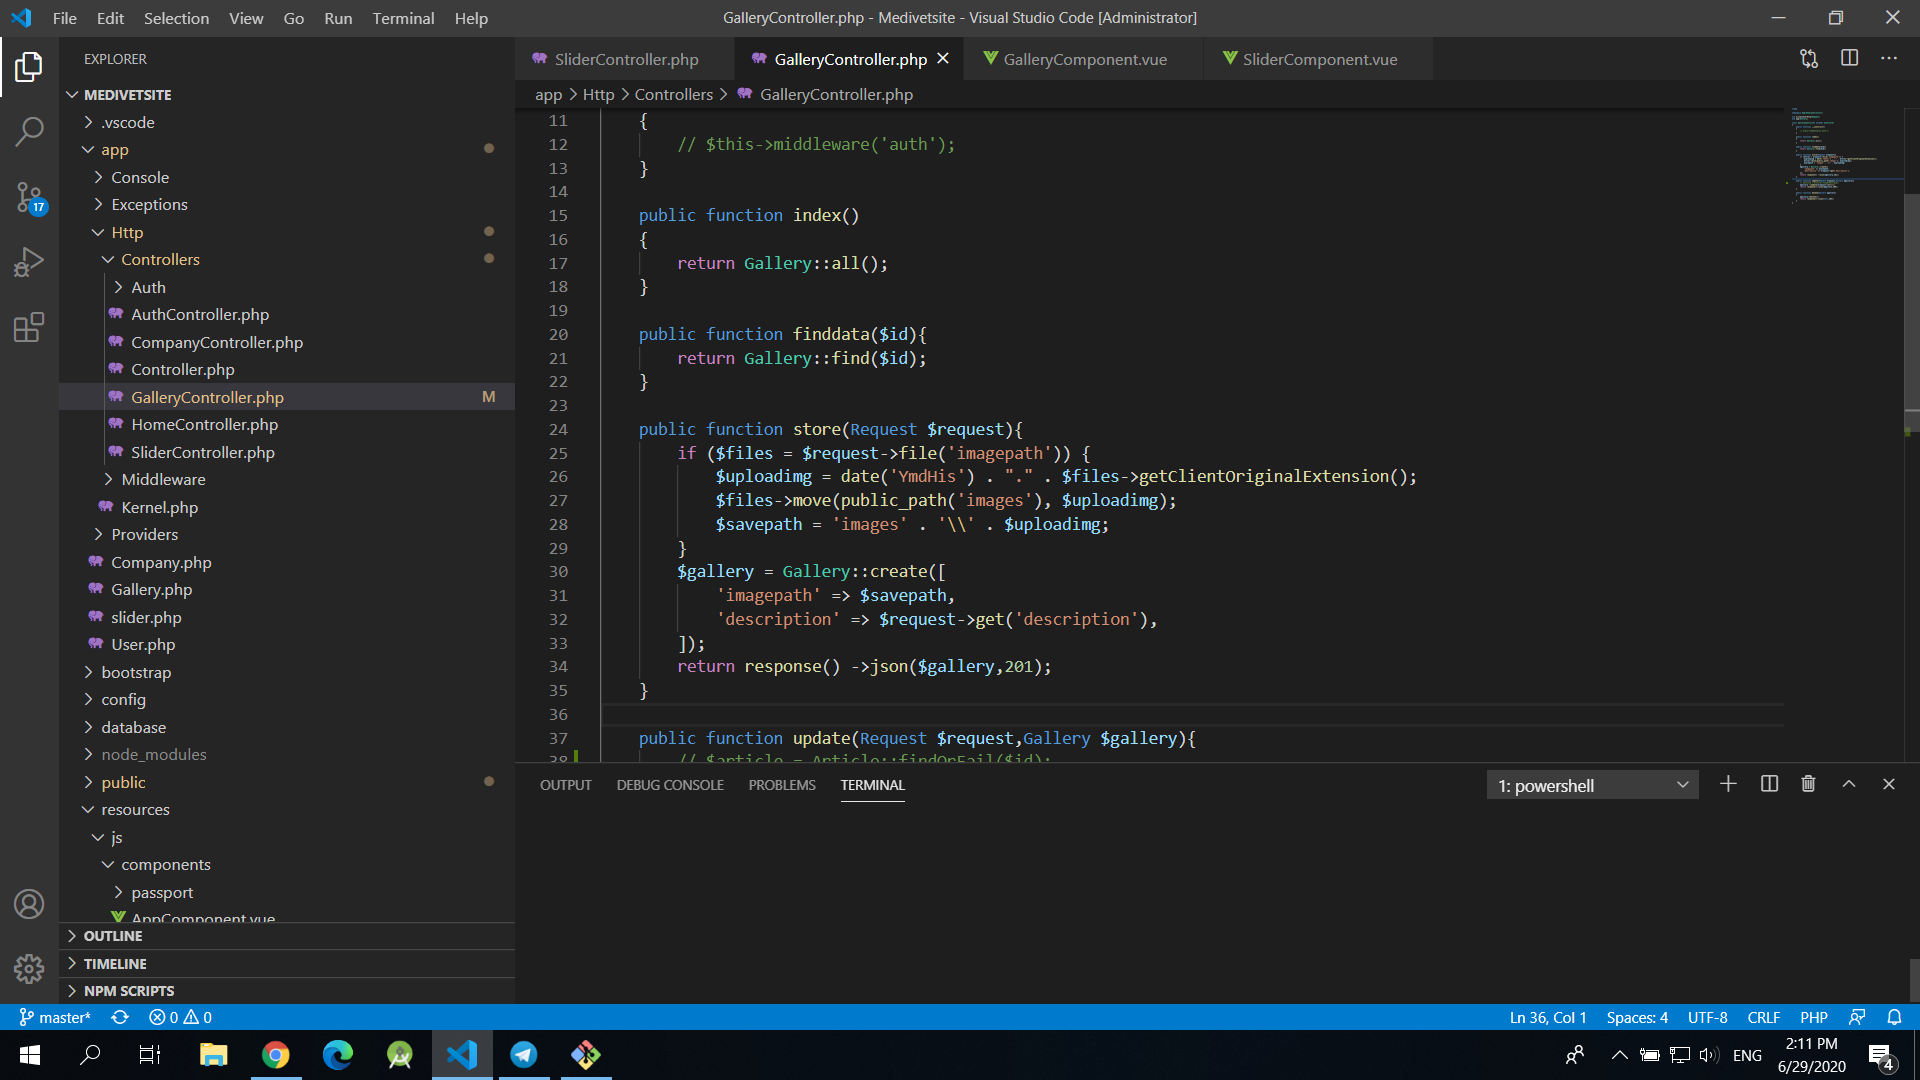 File Edit Selection View Go Run Terminal Help
GalleryController.php - Medivetsite - Visual Studio Code [Administrator]
EXPLORER
MEDIVETSITE
.vscode
app
Console
Exceptions
Http
Controllers
Auth
AuthController.php
CompanyController.php
Controller.php
GalleryController.php M
HomeController.php
SliderController.php
Middleware
Kernel.php
Providers
Company.php
Gallery.php
slider.php
User.php
bootstrap
config
database
node_modules
public
resources
js
components
passport
AppComponent.vue
OUTLINE
TIMELINE
NPM SCRIPTS
17
SliderController.php GalleryController.php GalleryComponent.vue SliderComponent.vue
app > Http > Controllers > GalleryController.php
11 {
12 // $this->middleware('auth');
13 }
14
15 public function index()
16 {
17 return Gallery::all();
18 }
19
20 public function finddata($id){
21 return Gallery::find($id);
22 }
23
24 public function store(Request $request){
25 if ($files = $request->file('imagepath')) {
26 $uploadimg = date('YmdHis') . "." . $files->getClientOriginalExtension();
27 $files->move(public_path('images'), $uploadimg);
28 $savepath = 'images' . '\\' . $uploadimg;
29 }
30 $gallery = Gallery::create([
31 'imagepath' => $savepath,
32 'description' => $request->get('description'),
33 ]);
34 return response() ->json($gallery,201);
35 }
36
37 public function update(Request $request,Gallery $gallery){
38 // $article = Article::findOrFail($id);
OUTPUT DEBUG CONSOLE PROBLEMS TERMINAL
1: powershell
master* 0 0
Ln 36, Col 1 Spaces: 4 UTF-8 CRLF PHP
ENG
2:11 PM
6/29/2020
4